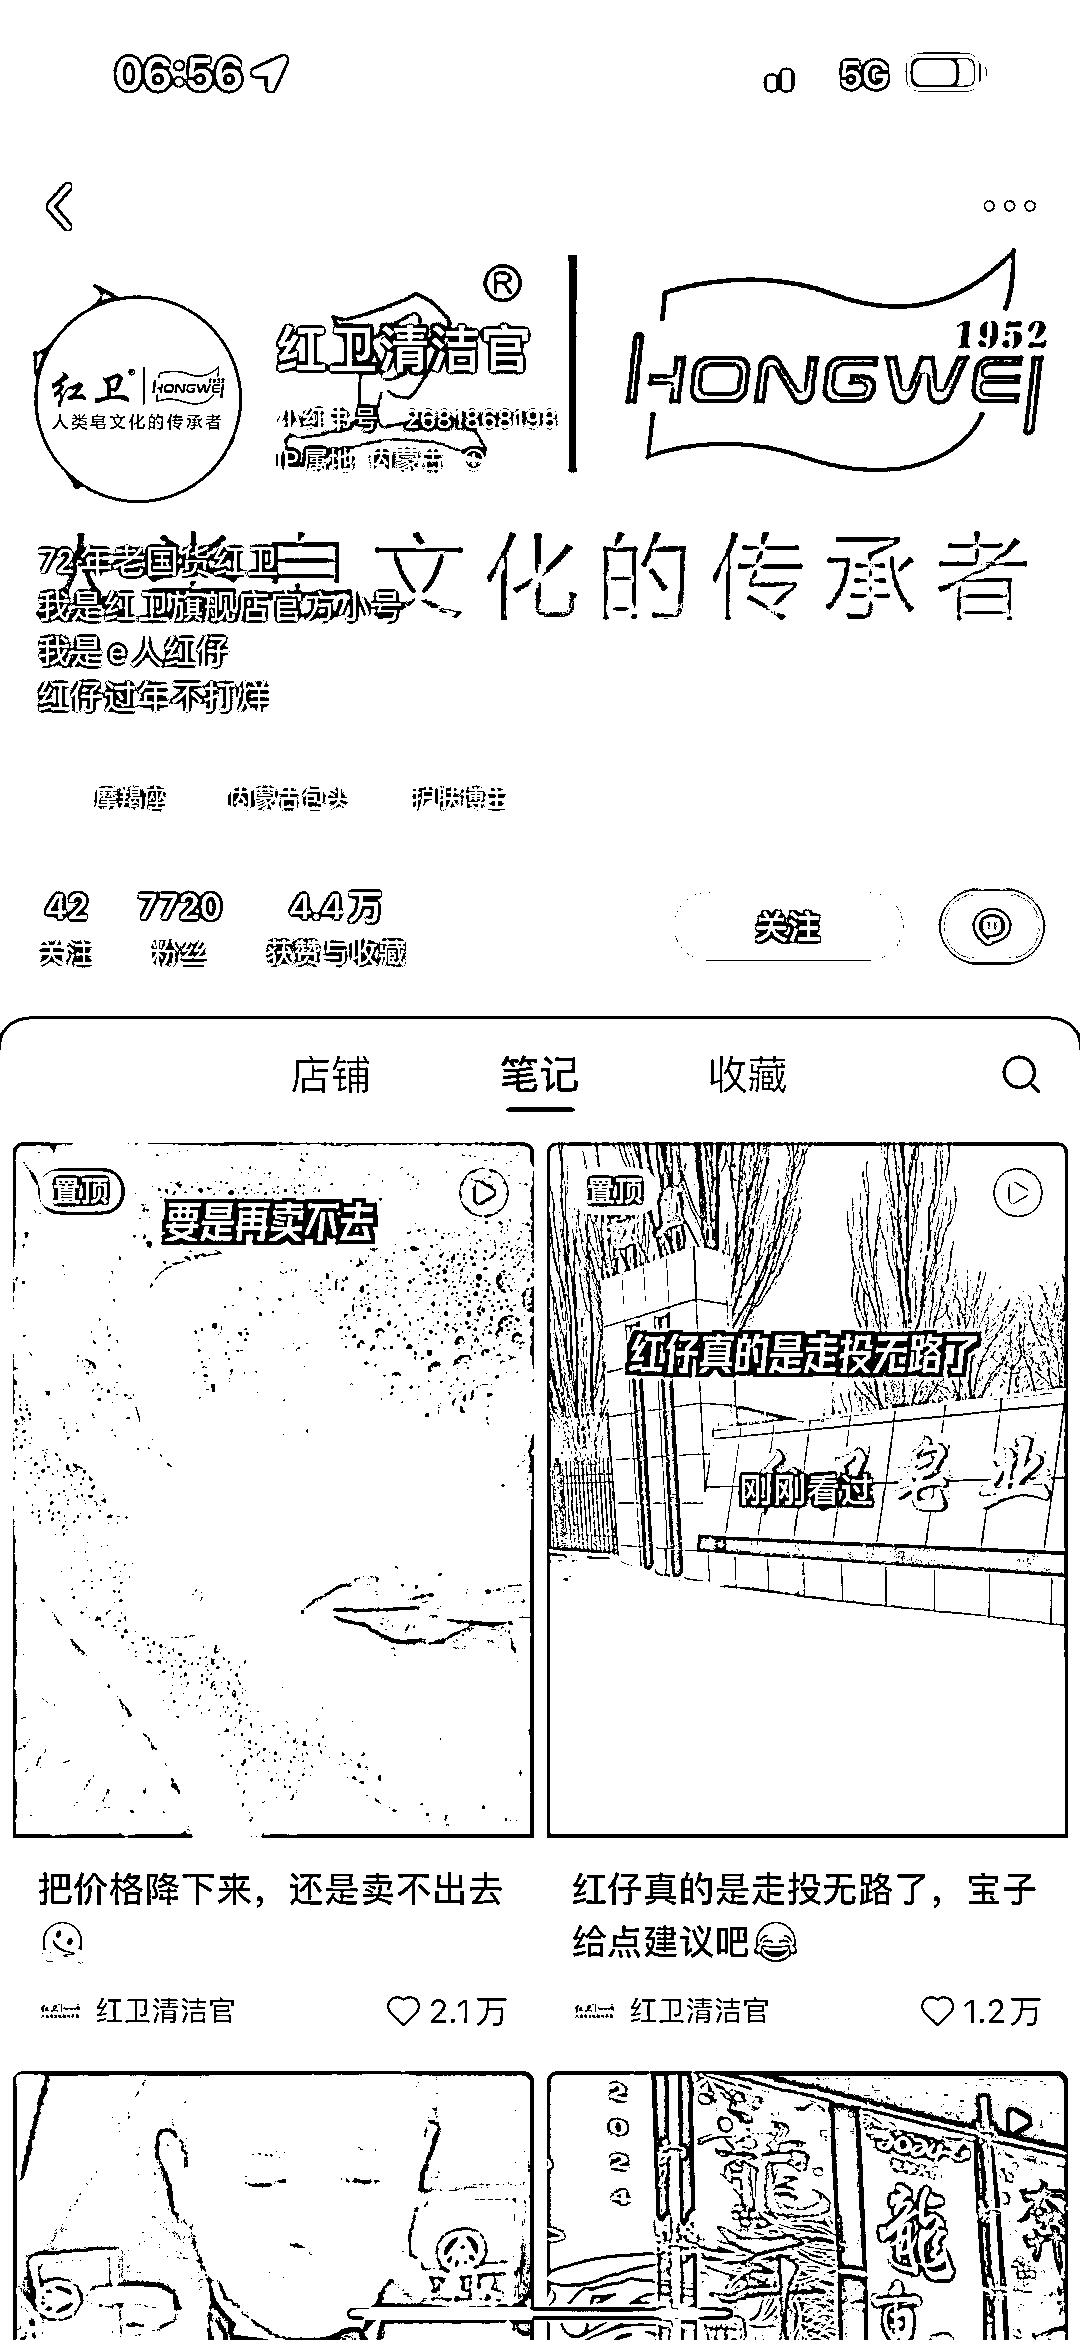 06:56
5G
®
红卫清洁官
1952
HONGWEI
红卫® HONGWEI
人类皂文化的传承者
小红书号 2681868198
IP属地 内蒙古
人类皂文化的传承者
72年老国货红卫
我是红卫旗舰店官方小号
我是e人红仔
红仔过年不打烊
摩羯座 内蒙古包头 护肤博主
42 7720 4.4万
关注 粉丝 获赞与收藏
关注
店铺 笔记 收藏
置顶
要是再卖不去
置顶
红仔真的是走投无路了
皂业
刚刚看过
把价格降下来，还是卖不出去
🫠
红卫清洁官 2.1万
红仔真的是走投无路了，宝子
给点建议吧😂
红卫清洁官 1.2万
2024
龍